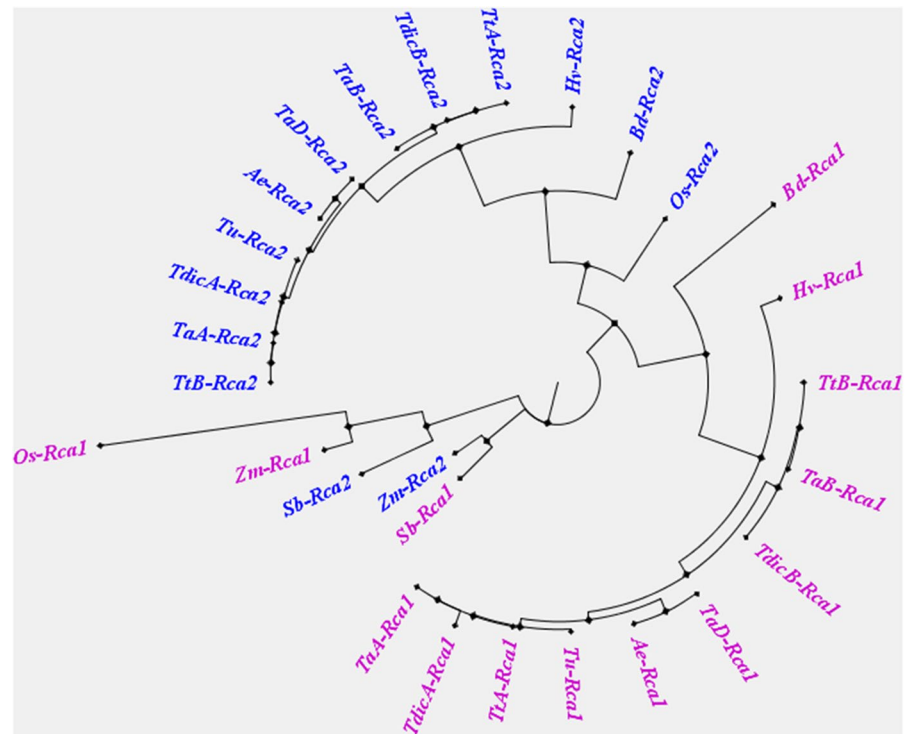 TtA-Rca2
TdicB-Rca2
TaB-Rca2
TaD-Rca2
Ae-Rca2
Tu-Rca2
TdicA-Rca2
TaA-Rca2
TtB-Rca2
Hv-Rca2
Bd-Rca2
Os-Rca2
Bd-Rca1
Hv-Rca1
TtB-Rca1
TaB-Rca1
TdicB-Rca1
TaD-Rca1
Ae-Rca1
Tu-Rca1
TtA-Rca1
TdicA-Rca1
TaA-Rca1
Sb-Rca1
Zm-Rca2
Sb-Rca2
Zm-Rca1
Os-Rca1